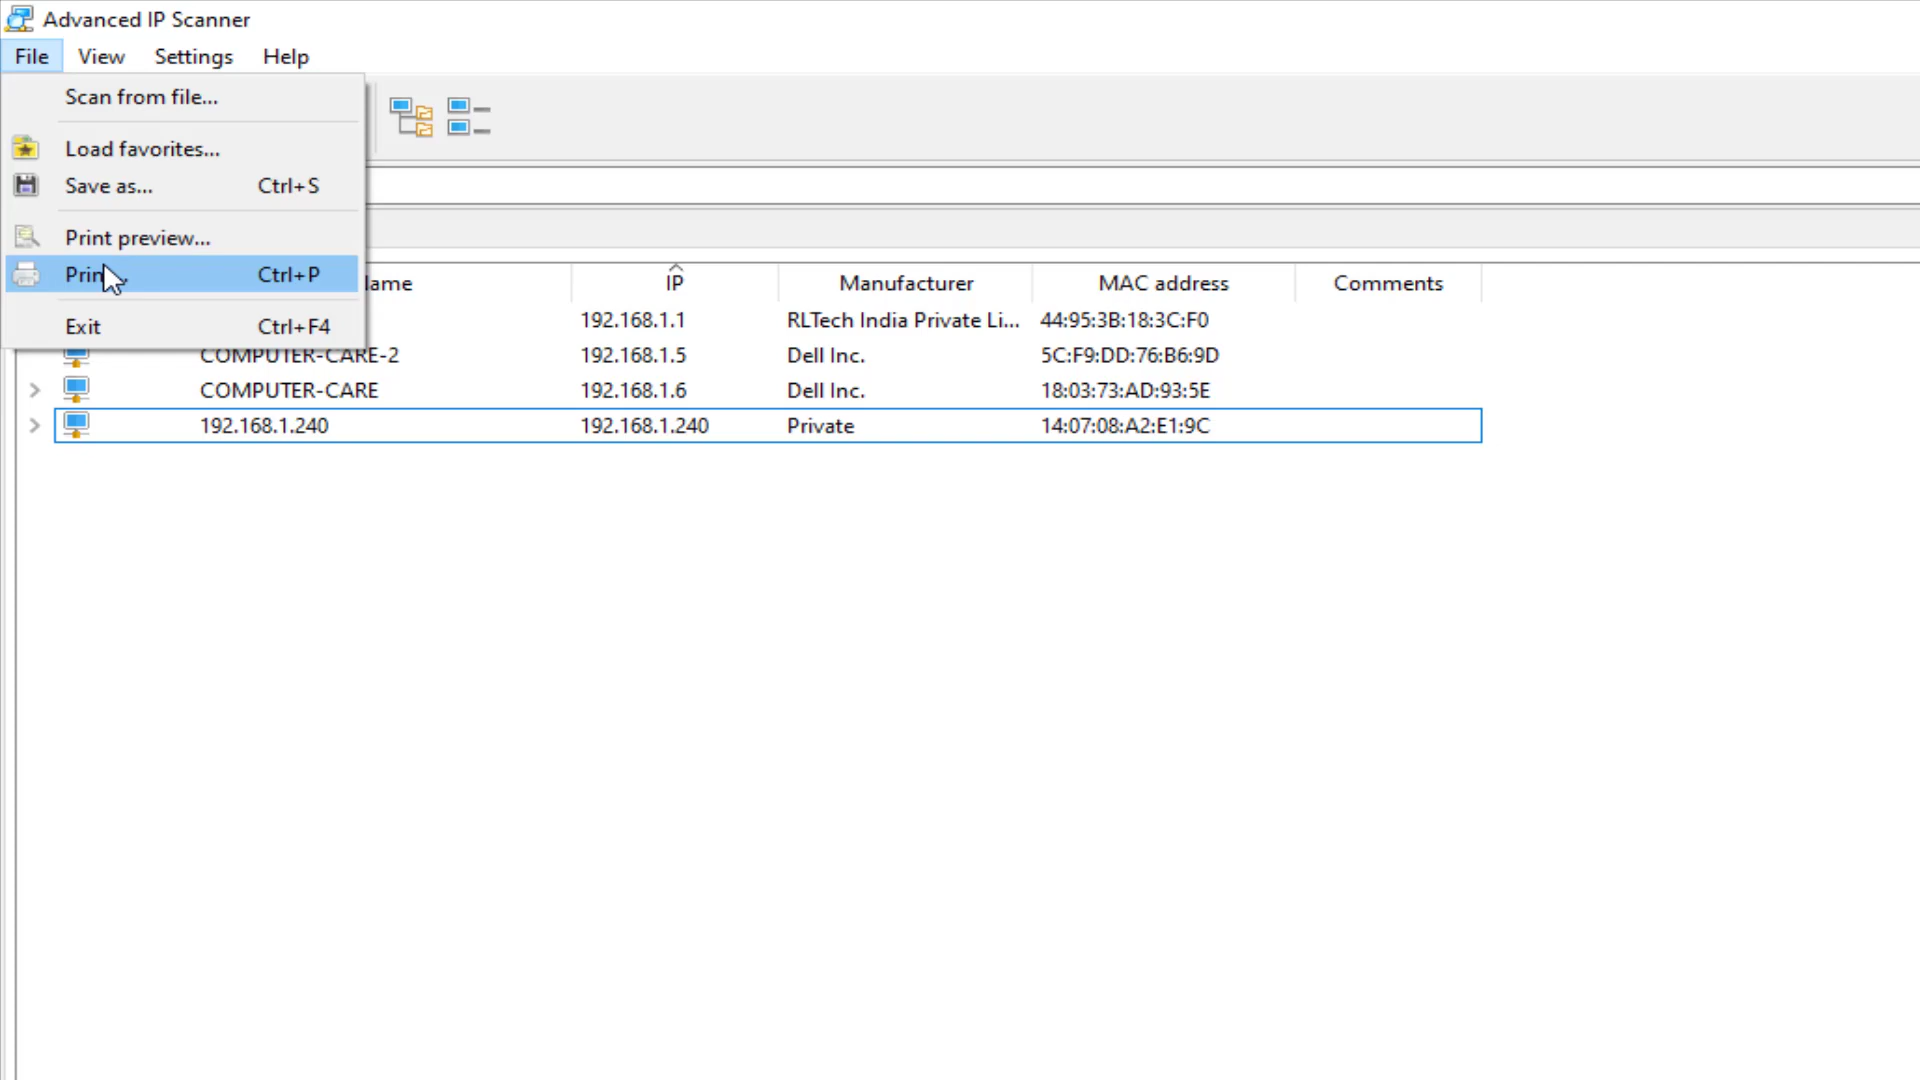 Advanced IP Scanner
File View Settings Help
Scan from file...
Load favorites...
Save as... Ctrl+S
Print preview...
Ctrl+P
Exit Ctrl+F4
IP Manufacturer MAC address Comments
192.168.1.1 RLTech India Private Li... 44:95:3B:18:3C:F0
COMPUTER-CARE-2 192.168.1.5 Dell Inc. 5C:F9:DD:76:B6:9D
COMPUTER-CARE 192.168.1.6 Dell Inc. 18:03:73:AD:93:5E
192.168.1.240 192.168.1.240 Private 14:07:08:A2:E1:9C